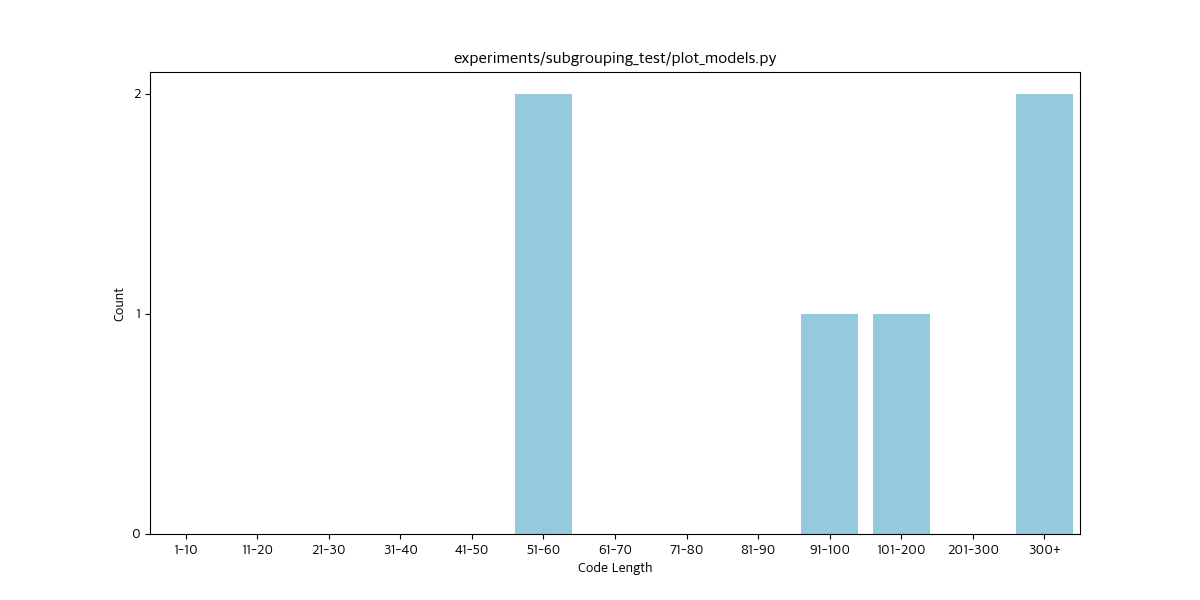 experiments/subgrouping_test/plot_models.py
2
1
0
Count
1-10 11-20 21-30 31-40 41-50 51-60 61-70 71-80 81-90 91-100 101-200 201-300 300+
Code Length